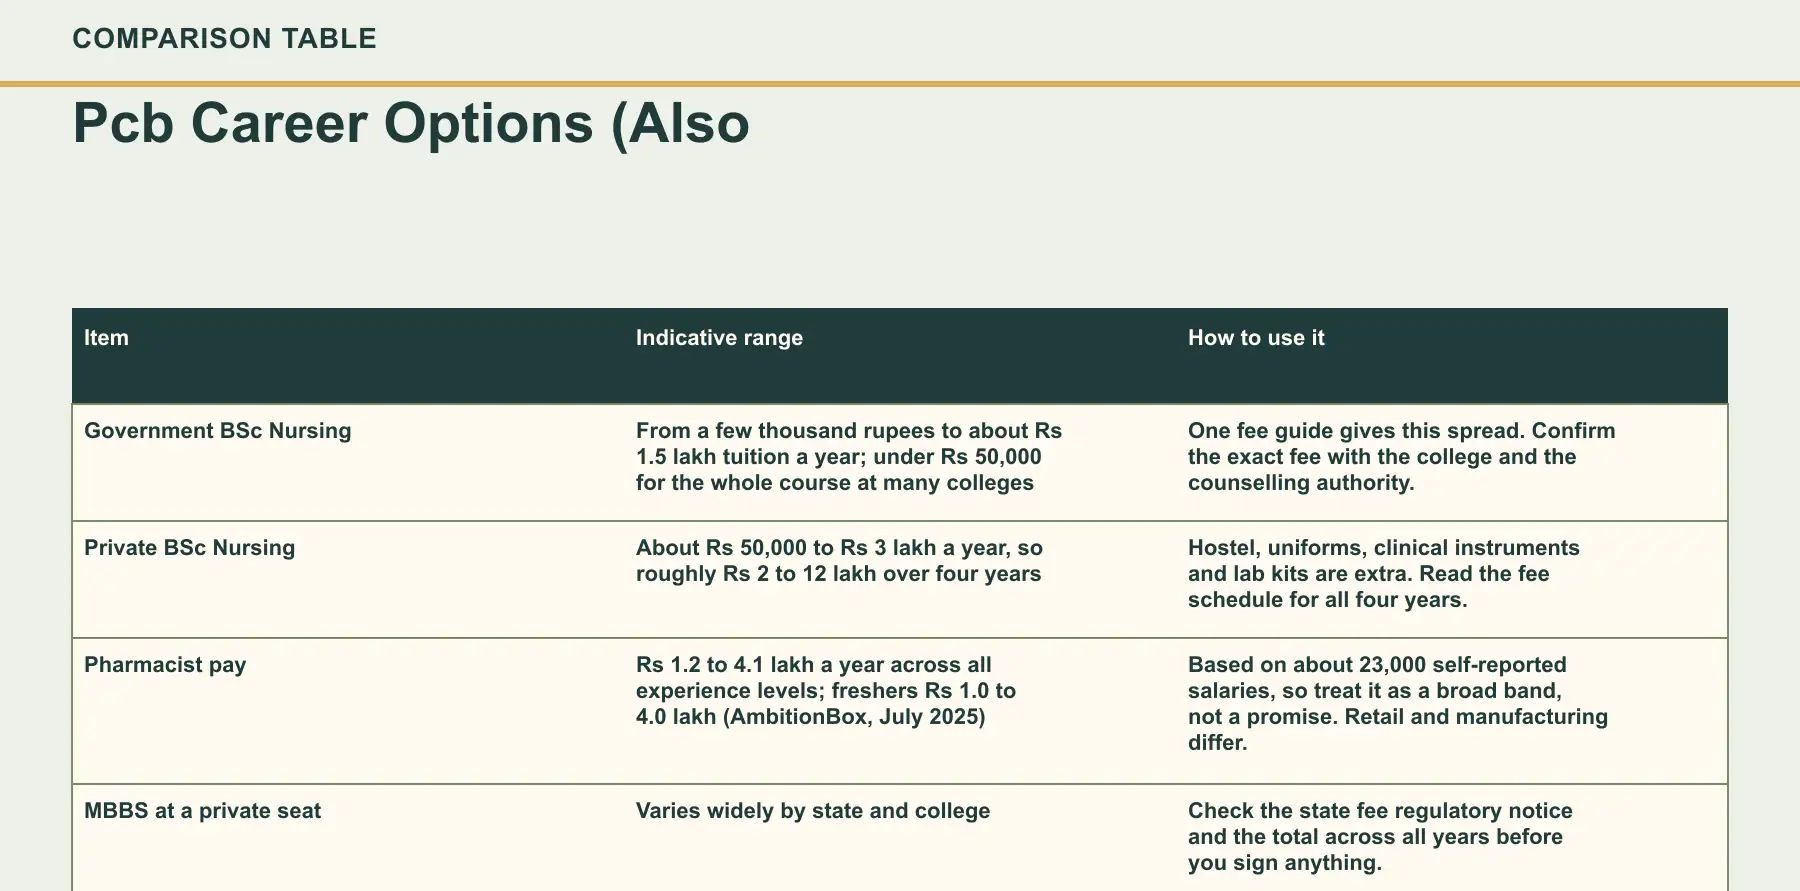 COMPARISON TABLE
Pcb Career Options (Also
Item
Indicative range
How to use it
Government BSc Nursing
From a few thousand rupees to about Rs
1.5 lakh tuition a year; under Rs 50,000
for the whole course at many colleges
One fee guide gives this spread. Confirm
the exact fee with the college and the
counselling authority.
Private BSc Nursing
About Rs 50,000 to Rs 3 lakh a year, so
roughly Rs 2 to 12 lakh over four years
Hostel, uniforms, clinical instruments
and lab kits are extra. Read the fee
schedule for all four years.
Pharmacist pay
Rs 1.2 to 4.1 lakh a year across all
experience levels; freshers Rs 1.0 to
4.0 lakh (AmbitionBox, July 2025)
Based on about 23,000 self-reported
salaries, so treat it as a broad band,
not a promise. Retail and manufacturing
differ.
MBBS at a private seat
Varies widely by state and college
Check the state fee regulatory notice
and the total across all years before
you sign anything.